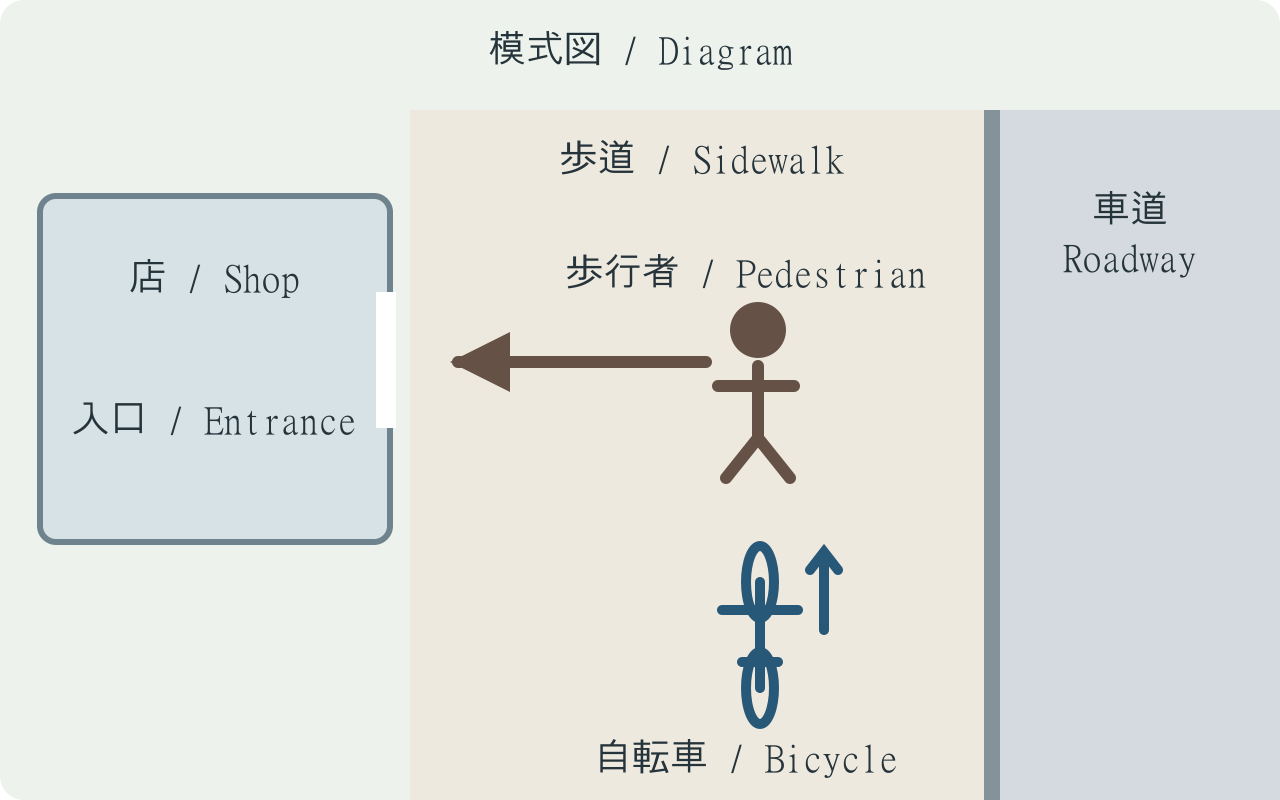 模式図 / Diagram
歩道 / Sidewalk
車道
Roadway
店 / Shop
歩行者 / Pedestrian
入口 / Entrance
自転車 / Bicycle